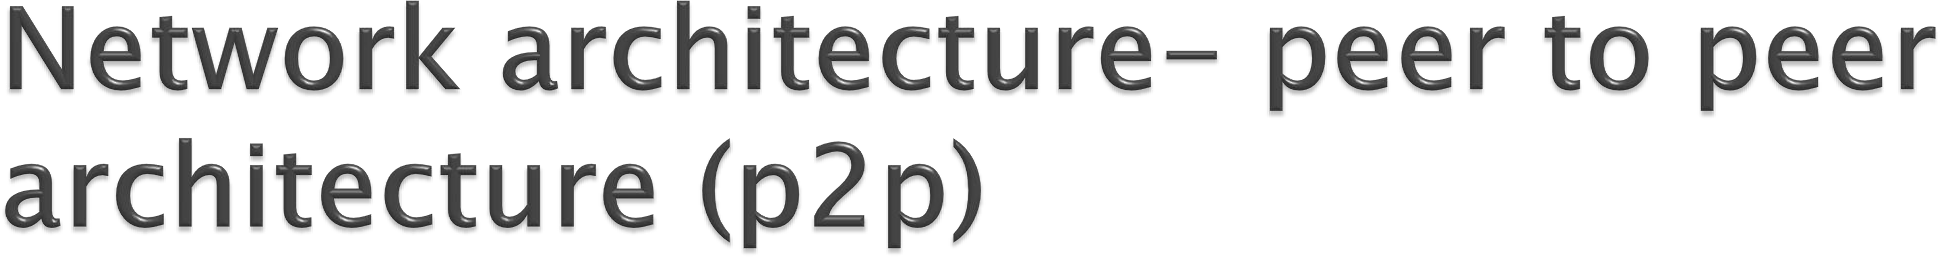 Network architecture- peer to peer
architecture (p2p)